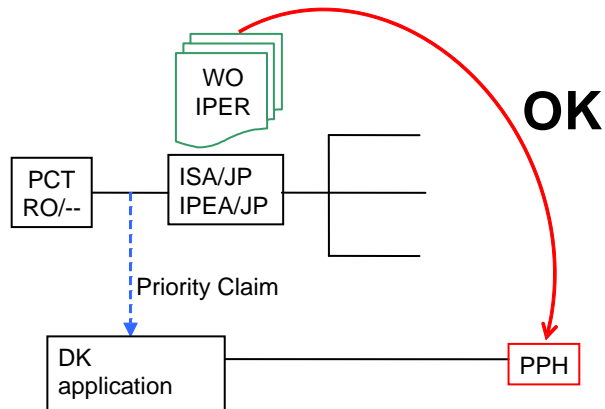 WO
IPER
OK
PCT
RO/--
ISA/JP
IPEA/JP
Priority Claim
DK
application
PPH